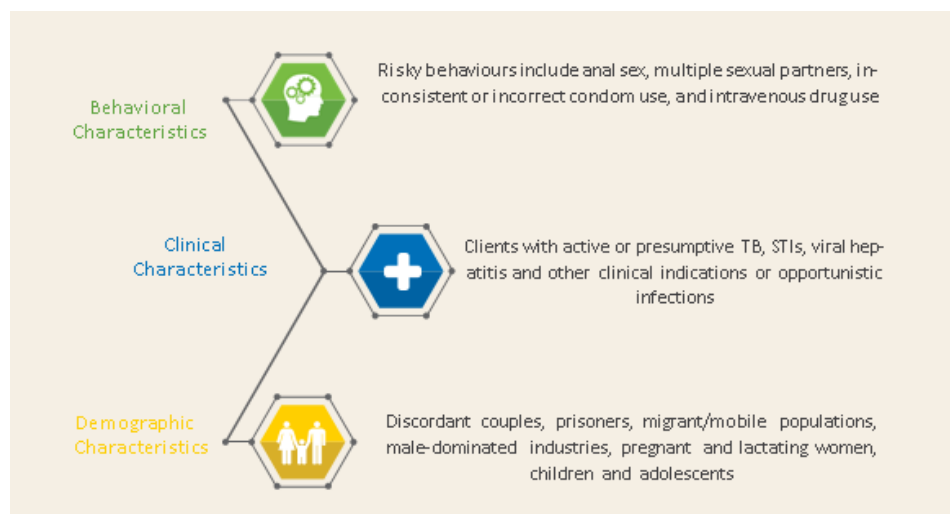 Behavioral
Characteristics
Risky behaviours include anal sex, multiple sexual partners, in-
consistent or incorrect condom use, and intravenous drug use
Clinical
Characteristics
Clients with active or presumptive TB, STIs, viral hep-
atitis and other clinical indications or opportunistic
infections
Demographic
Characteristics
Discordant couples, prisoners, migrant/mobile populations,
male-dominated industries, pregnant and lactating women,
children and adolescents